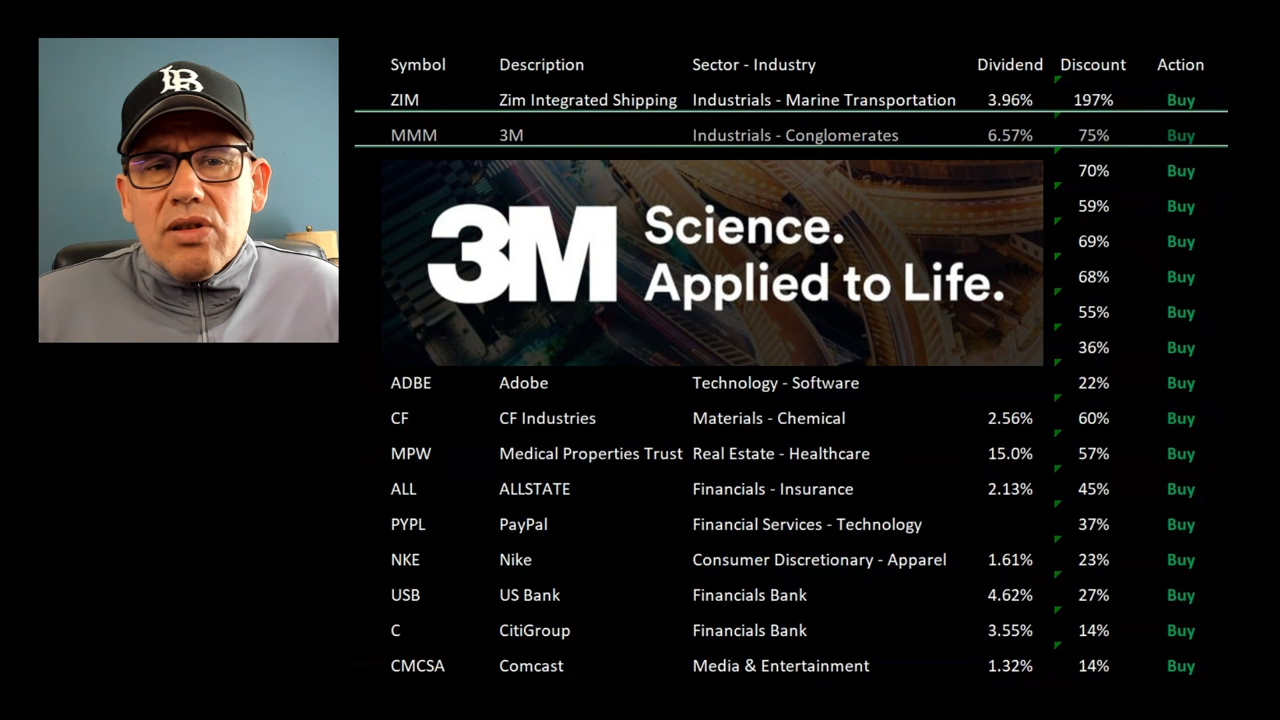 LB
Symbol Description Sector - Industry Dividend Discount Action
ZIM Zim Integrated Shipping Industrials - Marine Transportation 3.96% 197% Buy
MMM 3M Industrials - Conglomerates 6.57% 75% Buy
70% Buy
3M Science. Applied to Life.™
59% Buy
69% Buy
68% Buy
55% Buy
36% Buy
ADBE Adobe Technology - Software 22% Buy
CF CF Industries Materials - Chemical 2.56% 60% Buy
MPW Medical Properties Trust Real Estate - Healthcare 15.0% 57% Buy
ALL ALLSTATE Financials - Insurance 2.13% 45% Buy
PYPL PayPal Financial Services - Technology 37% Buy
NKE Nike Consumer Discretionary - Apparel 1.61% 23% Buy
USB US Bank Financials Bank 4.62% 27% Buy
C CitiGroup Financials Bank 3.55% 14% Buy
CMCSA Comcast Media & Entertainment 1.32% 14% Buy